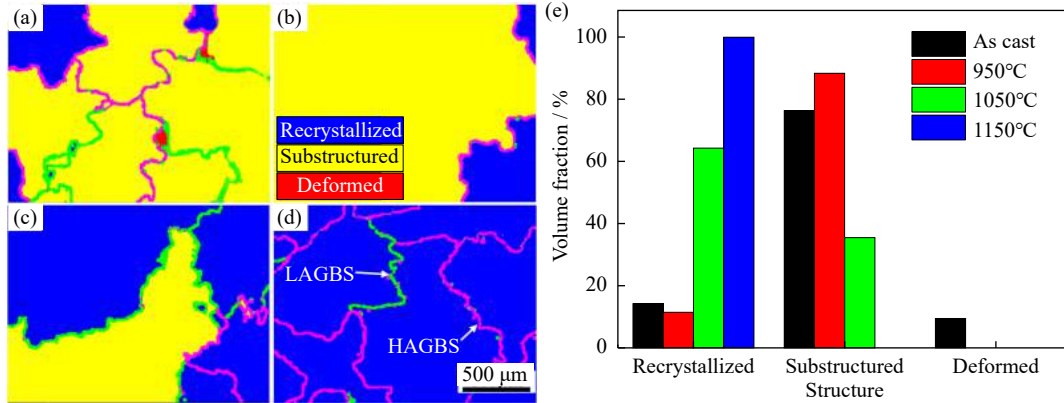 (a)
(b)
Recrystallized
Substructured
Deformed
(c)
(d)
LAGBS
HAGBS
500 μm
(e)
As cast
950℃
1050℃
1150℃
Volume fraction / %
100
80
60
40
20
0
Recrystallized Substructured Deformed
Structure